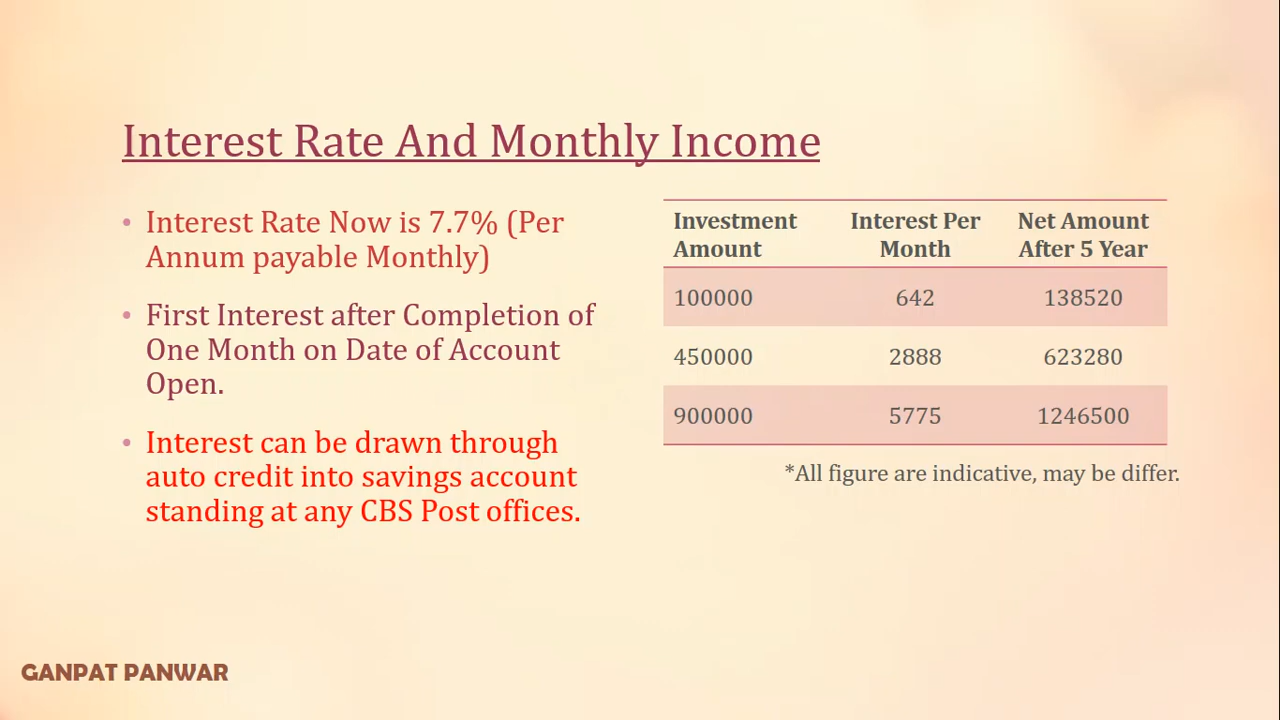 Interest Rate And Monthly Income
• Interest Rate Now is 7.7% (Per
Annum payable Monthly)
• First Interest after Completion of
One Month on Date of Account
Open.
• Interest can be drawn through
auto credit into savings account
standing at any CBS Post offices.
Investment Amount Interest Per Month Net Amount After 5 Year
100000 642 138520
450000 2888 623280
900000 5775 1246500
*All figure are indicative, may be differ.
GANPAT PANWAR